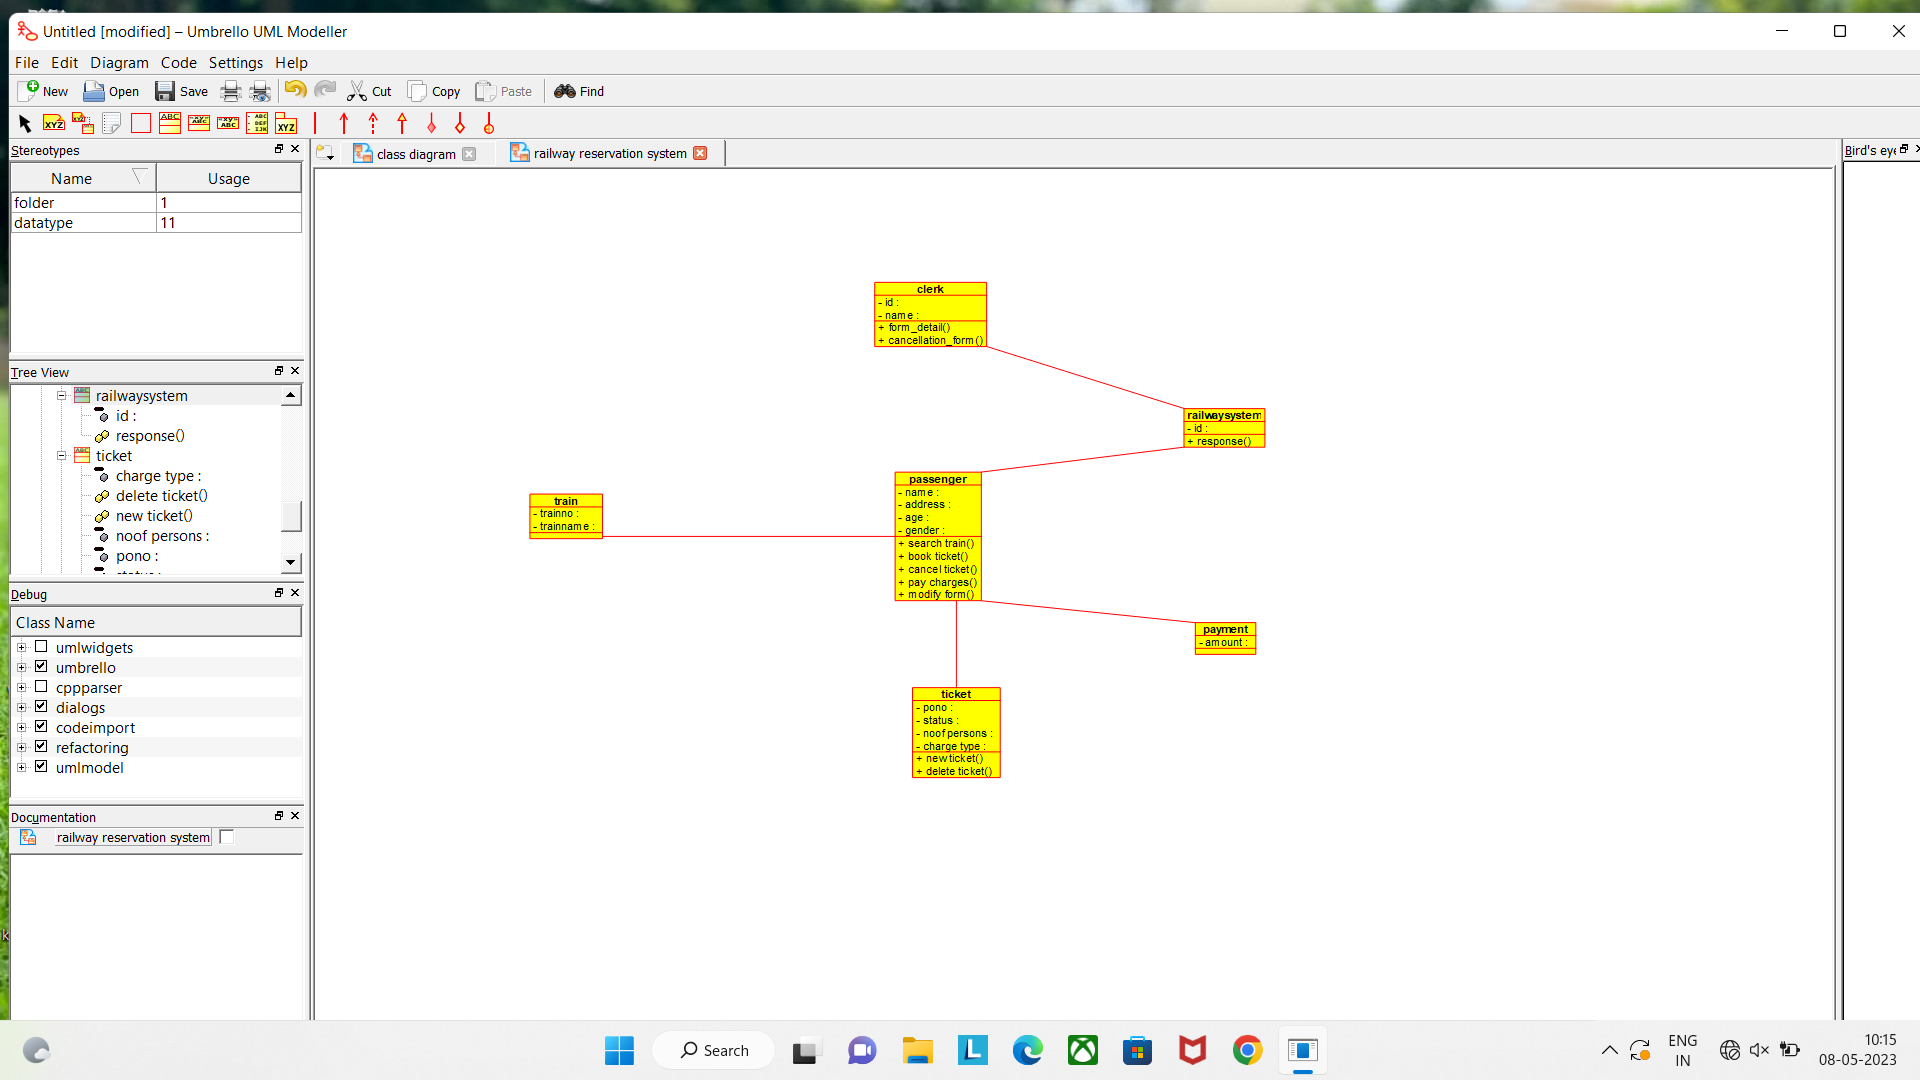 Untitled [modified] – Umbrello UML Modeller
File Edit Diagram Code Settings Help
New Open Save Cut Copy Paste Find
Stereotypes
Name Usage
folder 1
datatype 11
Tree View
railwaysystem
id :
response()
ticket
charge type :
delete ticket()
new ticket()
noof persons :
pono :
Debug
Class Name
umlwidgets
umbrello
cppparser
dialogs
codeimport
refactoring
umlmodel
Documentation
railway reservation system
class diagram
railway reservation system
Bird's eye
clerk
- id :
- name :
+ form_detail()
+ cancellation_form()
railwaysystem
- id :
+ response()
passenger
- name :
- address :
- age :
- gender :
+ search train()
+ book ticket()
+ cancel ticket()
+ pay charges()
+ modify form()
train
- trainno :
- trainname :
payment
- amount :
ticket
- pono :
- status :
- noof persons :
- charge type :
+ new ticket()
+ delete ticket()
Search
ENG
IN
10:15
08-05-2023